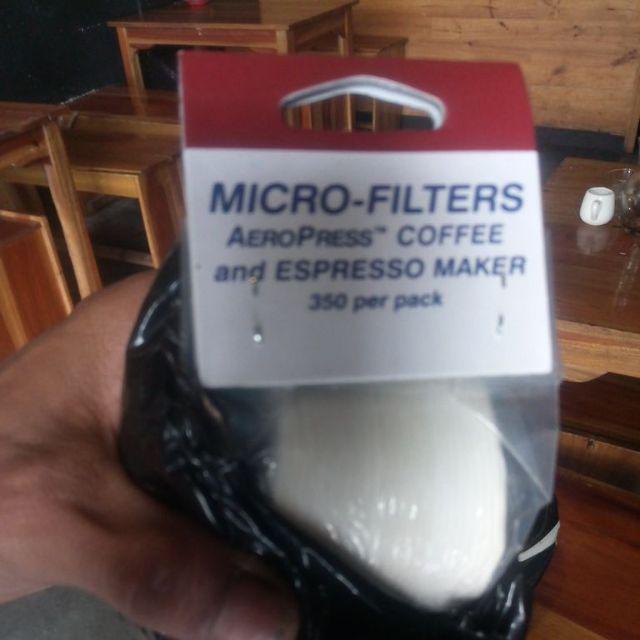 MICRO-FILTERS
AEROPRESS™ COFFEE
and ESPRESSO MAKER
350 per pack